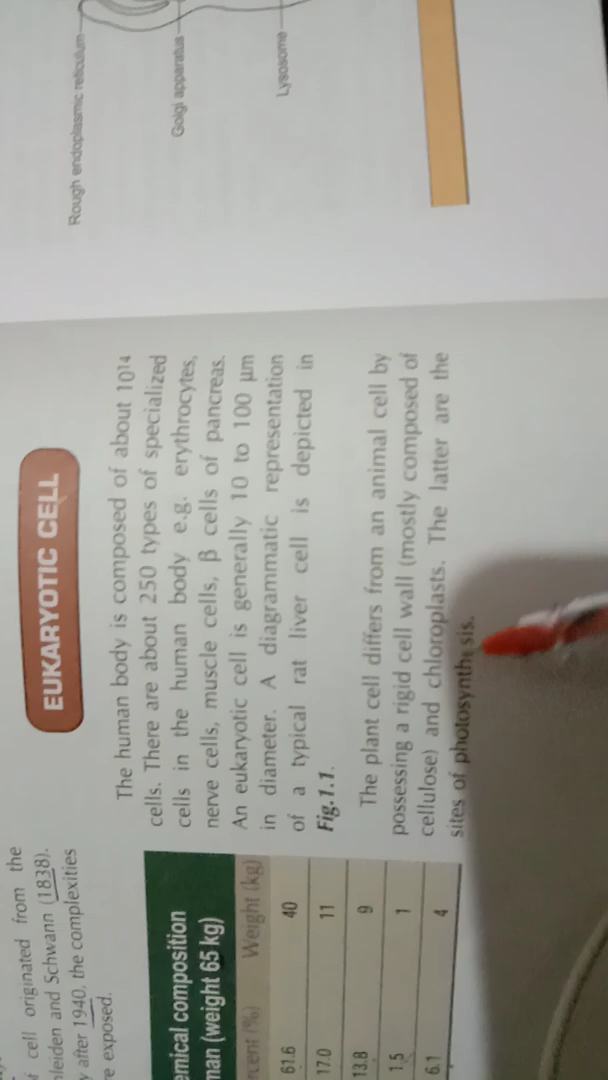 cell originated from the
leiden and Schwann (1838).
after 1940, the complexities
exposed.
emical composition
man (weight 65 kg)
Weight (kg)
61.6 40
17.0 11
13.8 9
1.5 1
6.1 4
EUKARYOTIC CELL
The human body is composed of about 10¹⁴
cells. There are about 250 types of specialized
cells in the human body e.g. erythrocytes,
nerve cells, muscle cells, β cells of pancreas.
An eukaryotic cell is generally 10 to 100 μm
in diameter. A diagrammatic representation
of a typical rat liver cell is depicted in
Fig.1.1.
The plant cell differs from an animal cell by
possessing a rigid cell wall (mostly composed of
cellulose) and chloroplasts. The latter are the
sites of photosynthesis.
Rough endoplasmic reticulum
Golgi apparatus
Lysosome